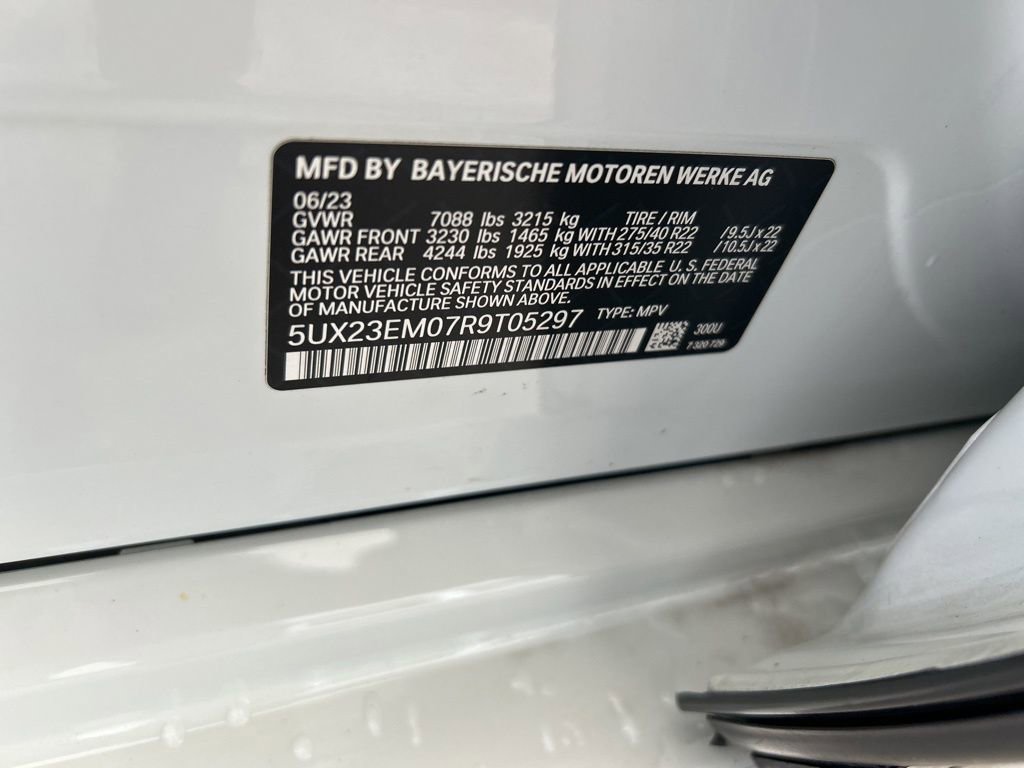 MFD BY BAYERISCHE MOTOREN WERKE AG
06/23
GVWR 7088 lbs 3215 kg TIRE / RIM
GAWR FRONT 3230 lbs 1465 kg WITH 275/40 R22 /9.5J x 22
GAWR REAR 4244 lbs 1925 kg WITH 315/35 R22 /10.5J x 22
THIS VEHICLE CONFORMS TO ALL APPLICABLE U. S. FEDERAL
MOTOR VEHICLE SAFETY STANDARDS IN EFFECT ON THE DATE
OF MANUFACTURE SHOWN ABOVE.
5UX23EM07R9T05297 TYPE: MPV
300U
7 320 729